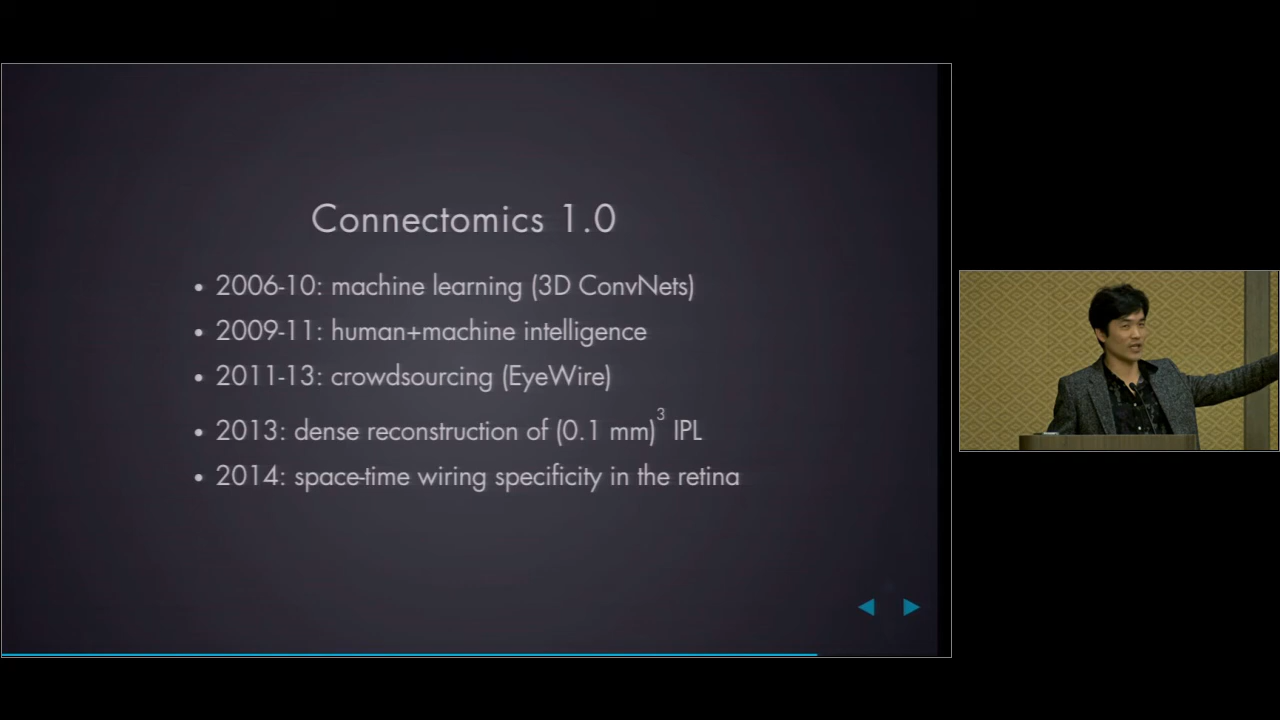 Connectomics 1.0
• 2006-10: machine learning (3D ConvNets)
• 2009-11: human+machine intelligence
• 2011-13: crowdsourcing (EyeWire)
• 2013: dense reconstruction of (0.1 mm)³ IPL
• 2014: space-time wiring specificity in the retina